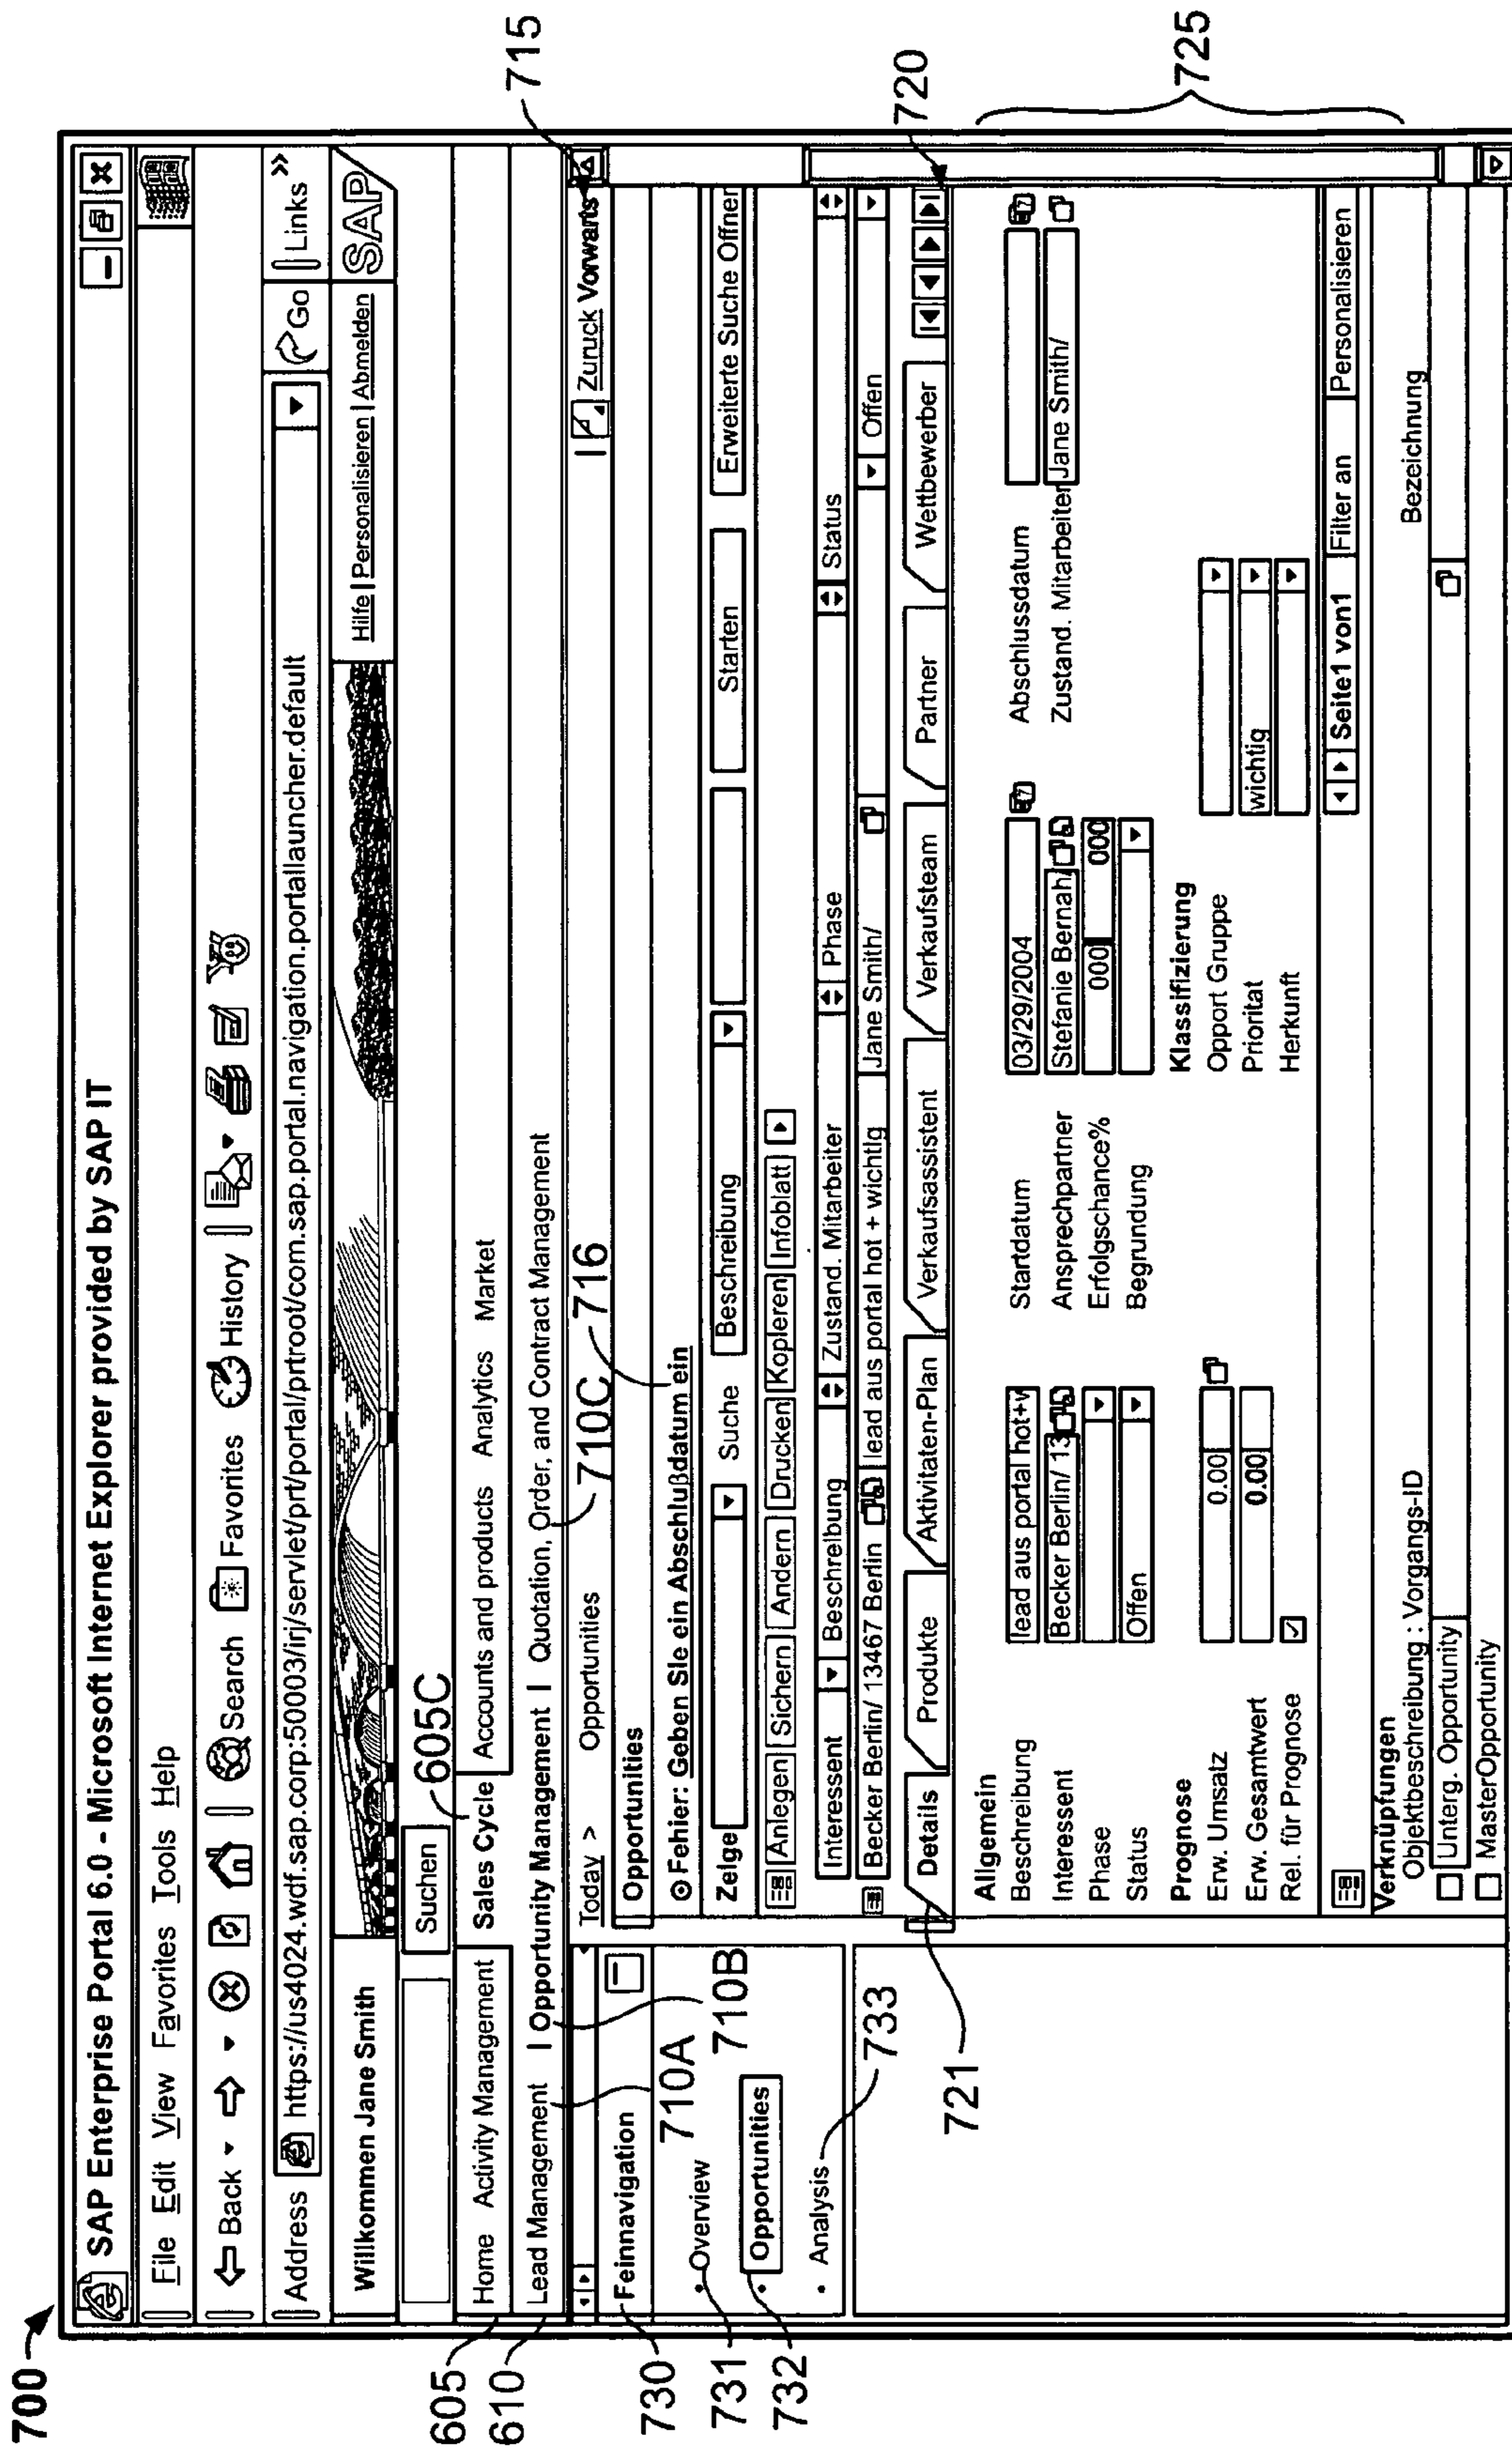 700
SAP Enterprise Portal 6.0 - Microsoft Internet Explorer provided by SAP IT
File Edit View Favorites Tools Help
Back Search Favorites History
Address https://us4024.wdf.sap.corp:50003/irj/servlet/prt/portal/prtroot/com.sap.portal.navigation.portallauncher.default Go Links »
Willkommen Jane Smith Hilfe | Personalisieren | Abmelden SAP
Suchen 605C
605 Home Activity Management Sales Cycle Accounts and products Analytics Market
610 Lead Management | Opportunity Management | Quotation, Order, and Contract Management
Today > Opportunities 710C 716 | Zuruck Vorwarts 715
730 Feinnavigation Opportunities
710A 710B
Fehier: Geben SIe ein Abschlußdatum ein
731 Overview
Zelge Suche Beschreibung Starten Erweiterte Suche Offner
732 Opportunities
Anlegen Sichern Andern Drucken Kopleren Infoblatt
733 Analysis
Interessent Beschreibung Zustand. Mitarbeiter Phase Status
Becker Berlin/ 13467 Berlin lead aus portal hot + wichtlg Jane Smith/ Offen
720
721 Details Produkte Aktivitaten-Plan Verkaufsassistent Verkaufsteam Partner Wettbewerber
725
Allgemein
Beschreibung lead aus portal hot+v Startdatum 03/29/2004 Abschlussdatum
Interessent Becker Berlin/ 13 Ansprechpartner Stefanie Bernah/ Zustand. Mitarbeiter Jane Smith/
Phase Erfolgschance% 000 000
Status Offen Begrundung
Prognose Klassifizierung
Erw. Umsatz 0.00 Opport Gruppe
Erw. Gesamtwert 0.00 Prioritat wichtig
Rel. für Prognose Herkunft
Seite1 von1 Filter an Personalisieren
Verknüpfungen
Objektbeschreibung : Vorgangs-ID Bezeichnung
Unterg. Opportunity
MasterOpportunity